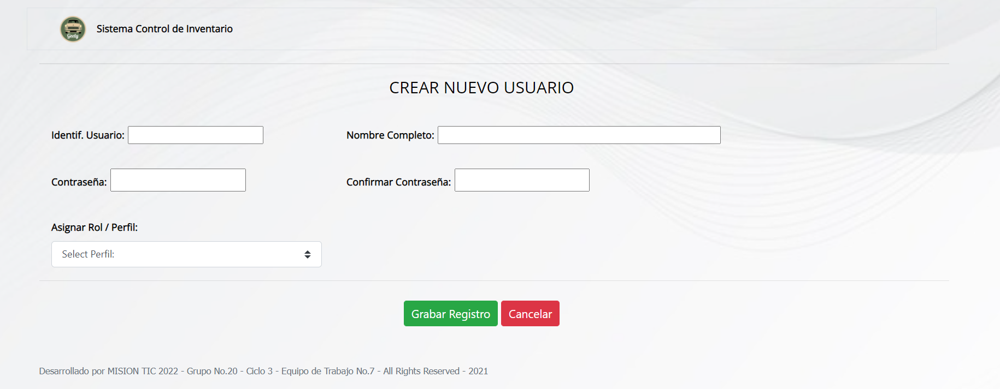 Geely
Sistema Control de Inventario
CREAR NUEVO USUARIO
Identif. Usuario:
Nombre Completo:
Contraseña:
Confirmar Contraseña:
Asignar Rol / Perfil:
Select Perfil:
Grabar Registro
Cancelar
Desarrollado por MISION TIC 2022 - Grupo No.20 - Ciclo 3 - Equipo de Trabajo No.7 - All Rights Reserved - 2021